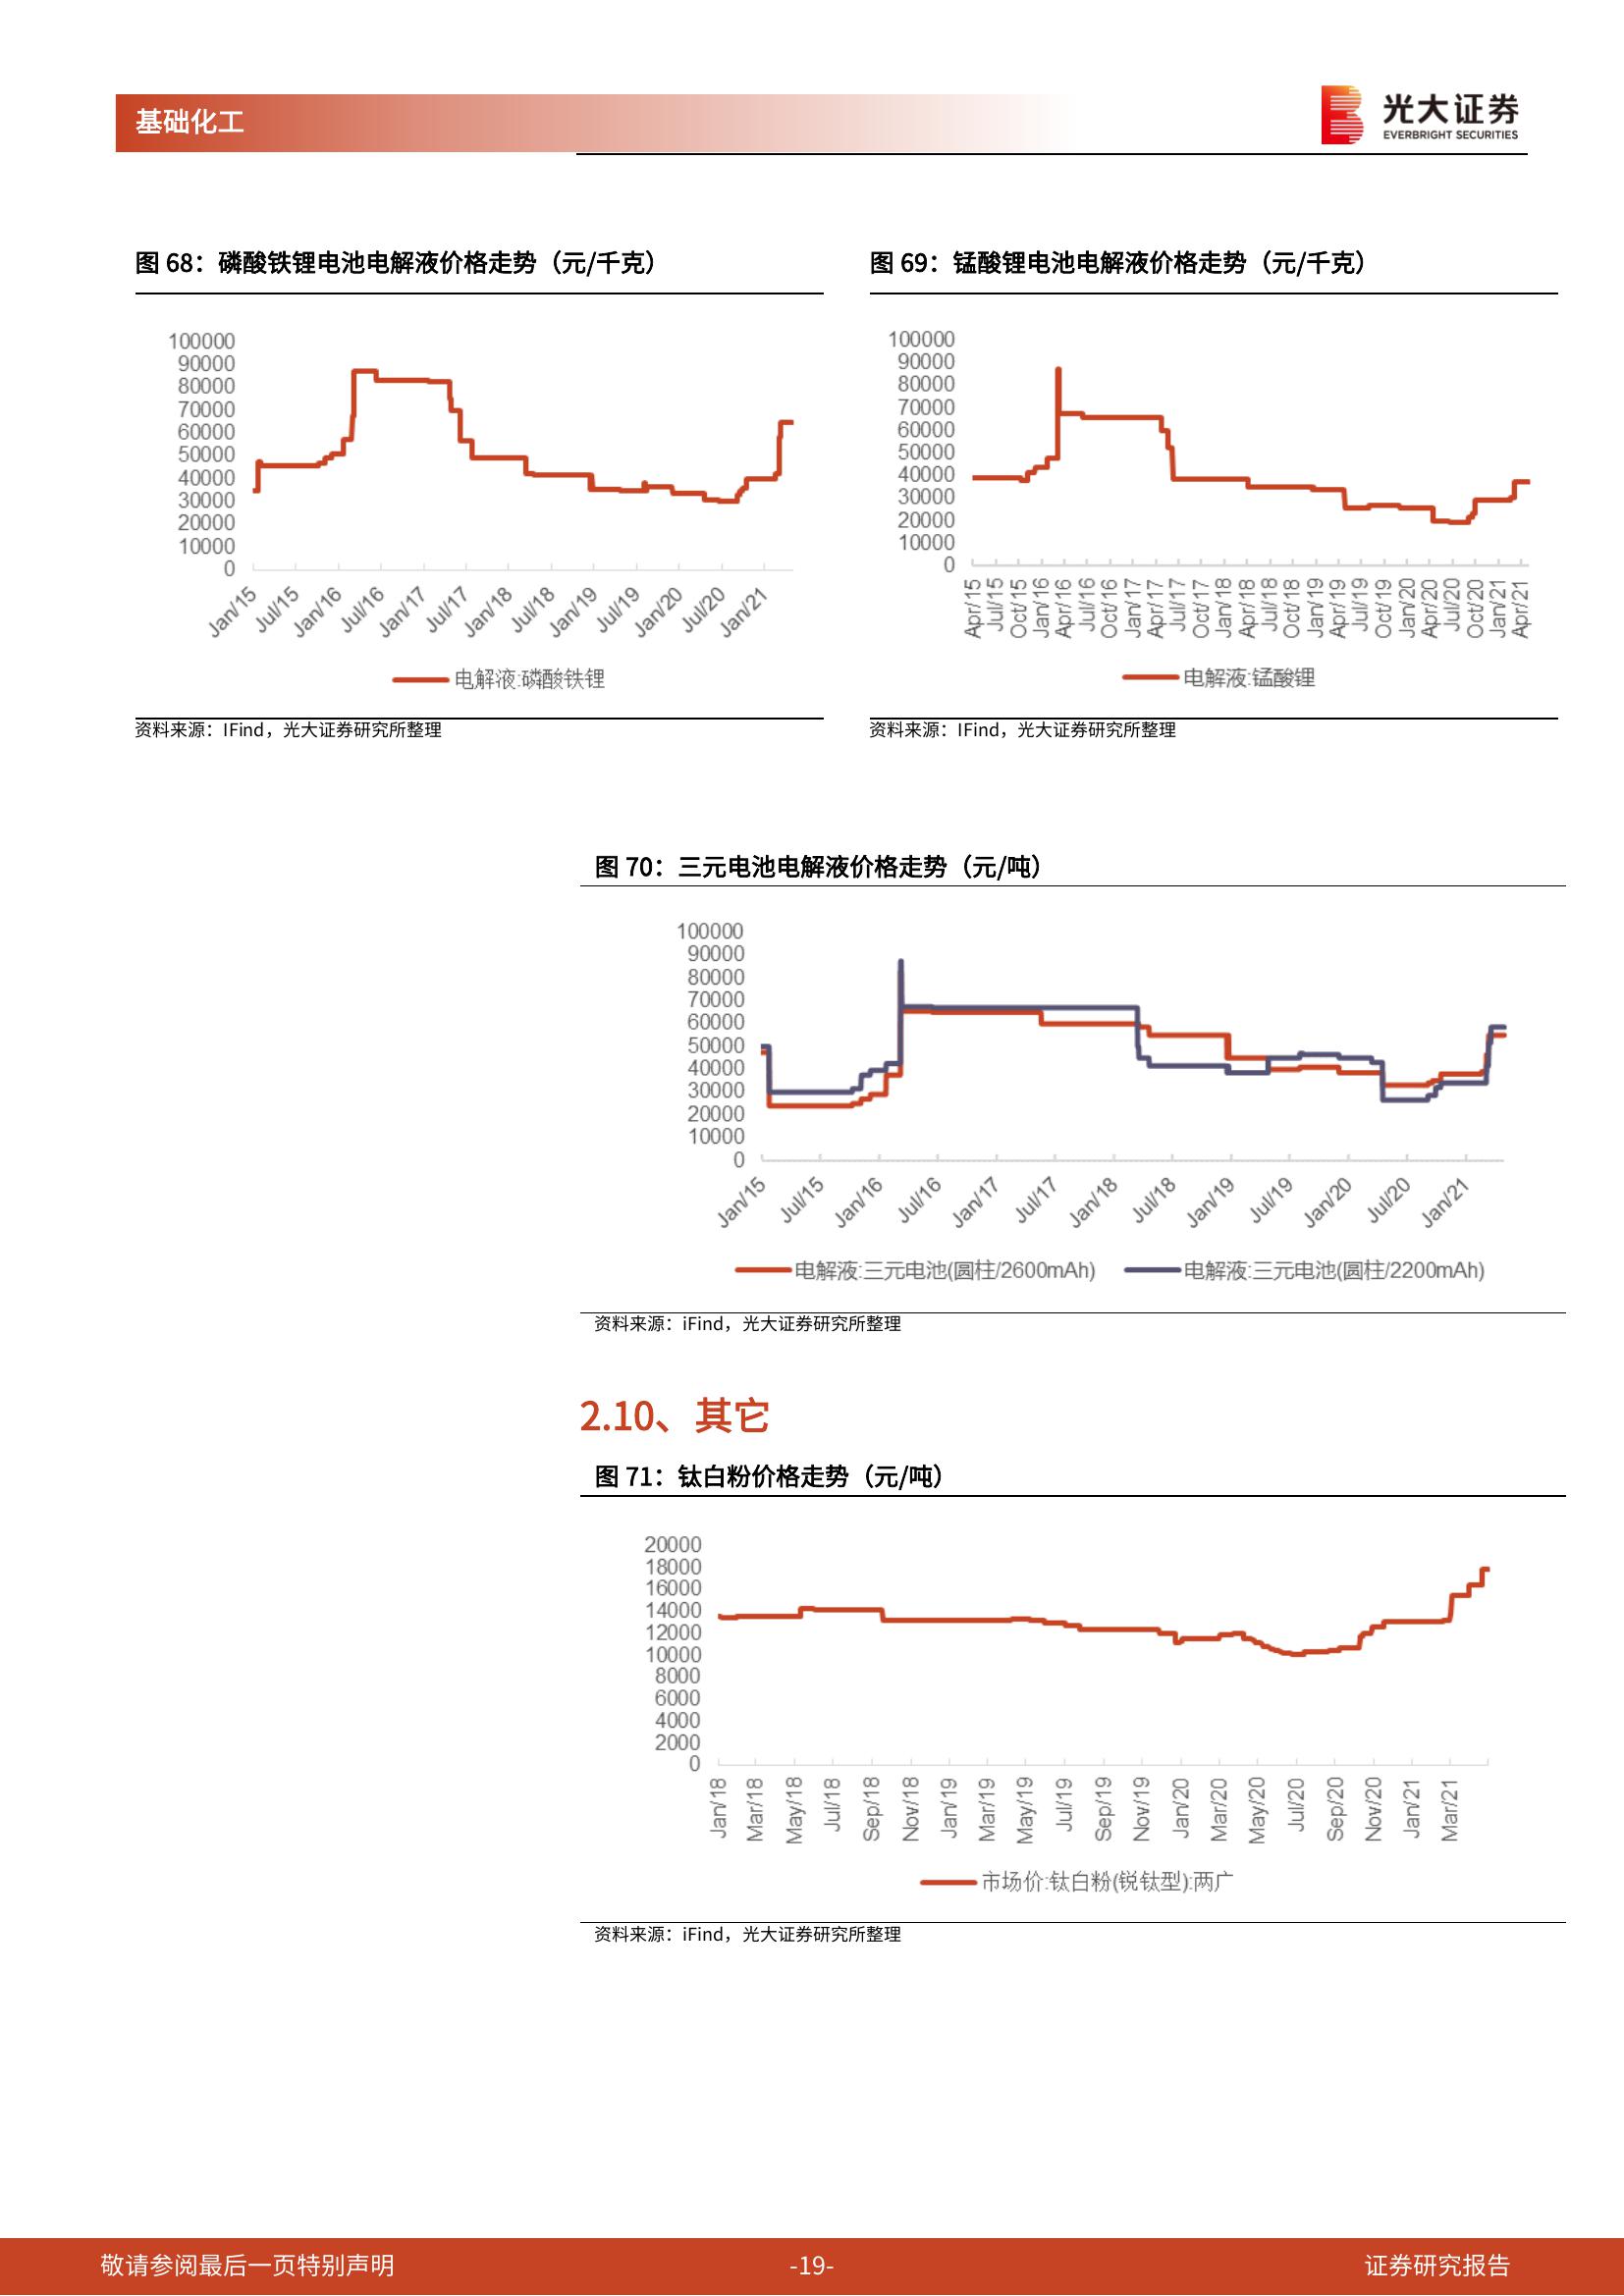 基础化工
光大证券
EVERBRIGHT SECURITIES
图 68：磷酸铁锂电池电解液价格走势（元/千克）
100000
90000
80000
70000
60000
50000
40000
30000
20000
10000
0
Jan/15 Jul/15 Jan/16 Jul/16 Jan/17 Jul/17 Jan/18 Jul/18 Jan/19 Jul/19 Jan/20 Jul/20 Jan/21
电解液:磷酸铁锂
资料来源：IFind，光大证券研究所整理
图 69：锰酸锂电池电解液价格走势（元/千克）
100000
90000
80000
70000
60000
50000
40000
30000
20000
10000
0
Apr/15 Jul/15 Oct/15 Jan/16 Apr/16 Jul/16 Oct/16 Jan/17 Apr/17 Jul/17 Oct/17 Jan/18 Apr/18 Jul/18 Oct/18 Jan/19 Apr/19 Jul/19 Oct/19 Jan/20 Apr/20 Jul/20 Oct/20 Jan/21 Apr/21
电解液:锰酸锂
资料来源：IFind，光大证券研究所整理
图 70：三元电池电解液价格走势（元/吨）
100000
90000
80000
70000
60000
50000
40000
30000
20000
10000
0
Jan/15 Jul/15 Jan/16 Jul/16 Jan/17 Jul/17 Jan/18 Jul/18 Jan/19 Jul/19 Jan/20 Jul/20 Jan/21
电解液:三元电池(圆柱/2600mAh) 电解液:三元电池(圆柱/2200mAh)
资料来源：iFind，光大证券研究所整理
2.10、其它
图 71：钛白粉价格走势（元/吨）
20000
18000
16000
14000
12000
10000
8000
6000
4000
2000
0
Jan/18 Mar/18 May/18 Jul/18 Sep/18 Nov/18 Jan/19 Mar/19 May/19 Jul/19 Sep/19 Nov/19 Jan/20 Mar/20 May/20 Jul/20 Sep/20 Nov/20 Jan/21 Mar/21
市场价:钛白粉(锐钛型):两广
资料来源：iFind，光大证券研究所整理
敬请参阅最后一页特别声明 -19- 证券研究报告